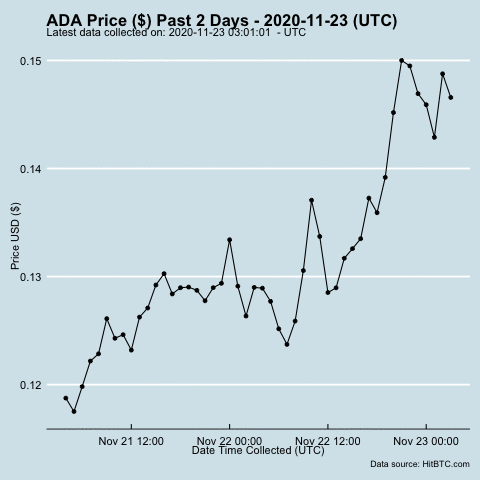 ADA Price ($) Past 2 Days - 2020-11-23 (UTC)
Latest data collected on: 2020-11-23 03:01:01 - UTC
0.15
0.14
0.13
0.12
Price USD ($)
Nov 21 12:00 Nov 22 00:00 Nov 22 12:00 Nov 23 00:00
Date Time Collected (UTC)
Data source: HitBTC.com